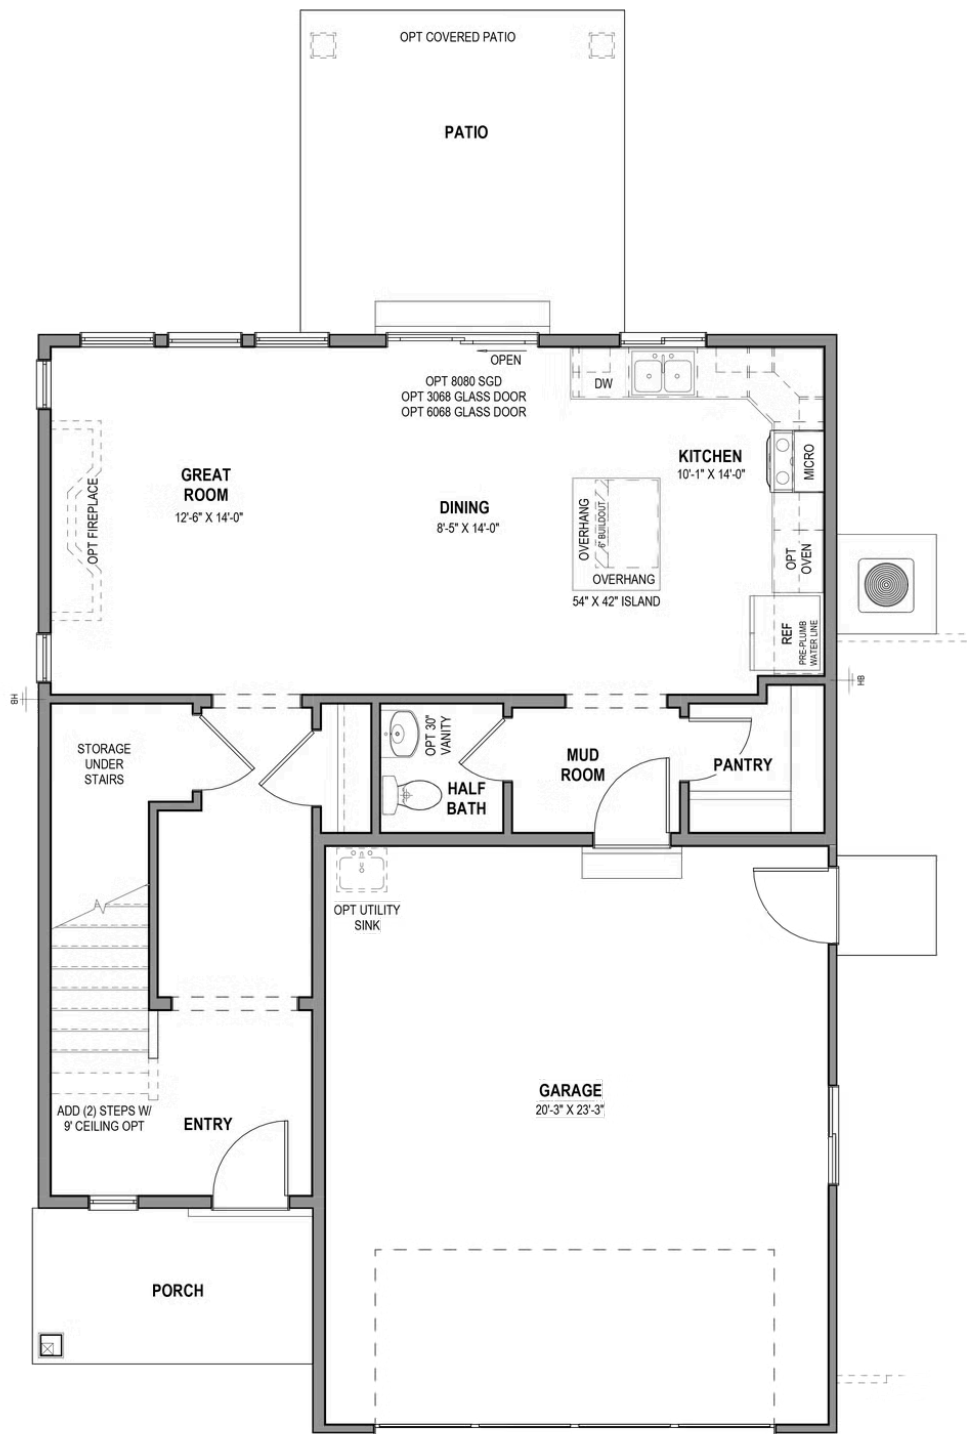 OPT COVERED PATIO
PATIO
OPEN
OPT 8080 SGD
OPT 3068 GLASS DOOR
OPT 6068 GLASS DOOR
DW
KITCHEN
10'-1" X 14'-0"
MICRO
GREAT
ROOM
12'-6" X 14'-0"
OPT FIREPLACE
DINING
8'-5" X 14'-0"
OVERHANG
6" BUILDOUT
OVERHANG
54" X 42" ISLAND
OPT
OVEN
REF
PRE-PLUMB
WATER LINE
HB
HB
STORAGE
UNDER
STAIRS
OPT 30"
VANITY
HALF
BATH
MUD
ROOM
PANTRY
OPT UTILITY
SINK
GARAGE
20'-3" X 23'-3"
ADD (2) STEPS W/
9' CEILING OPT
ENTRY
PORCH